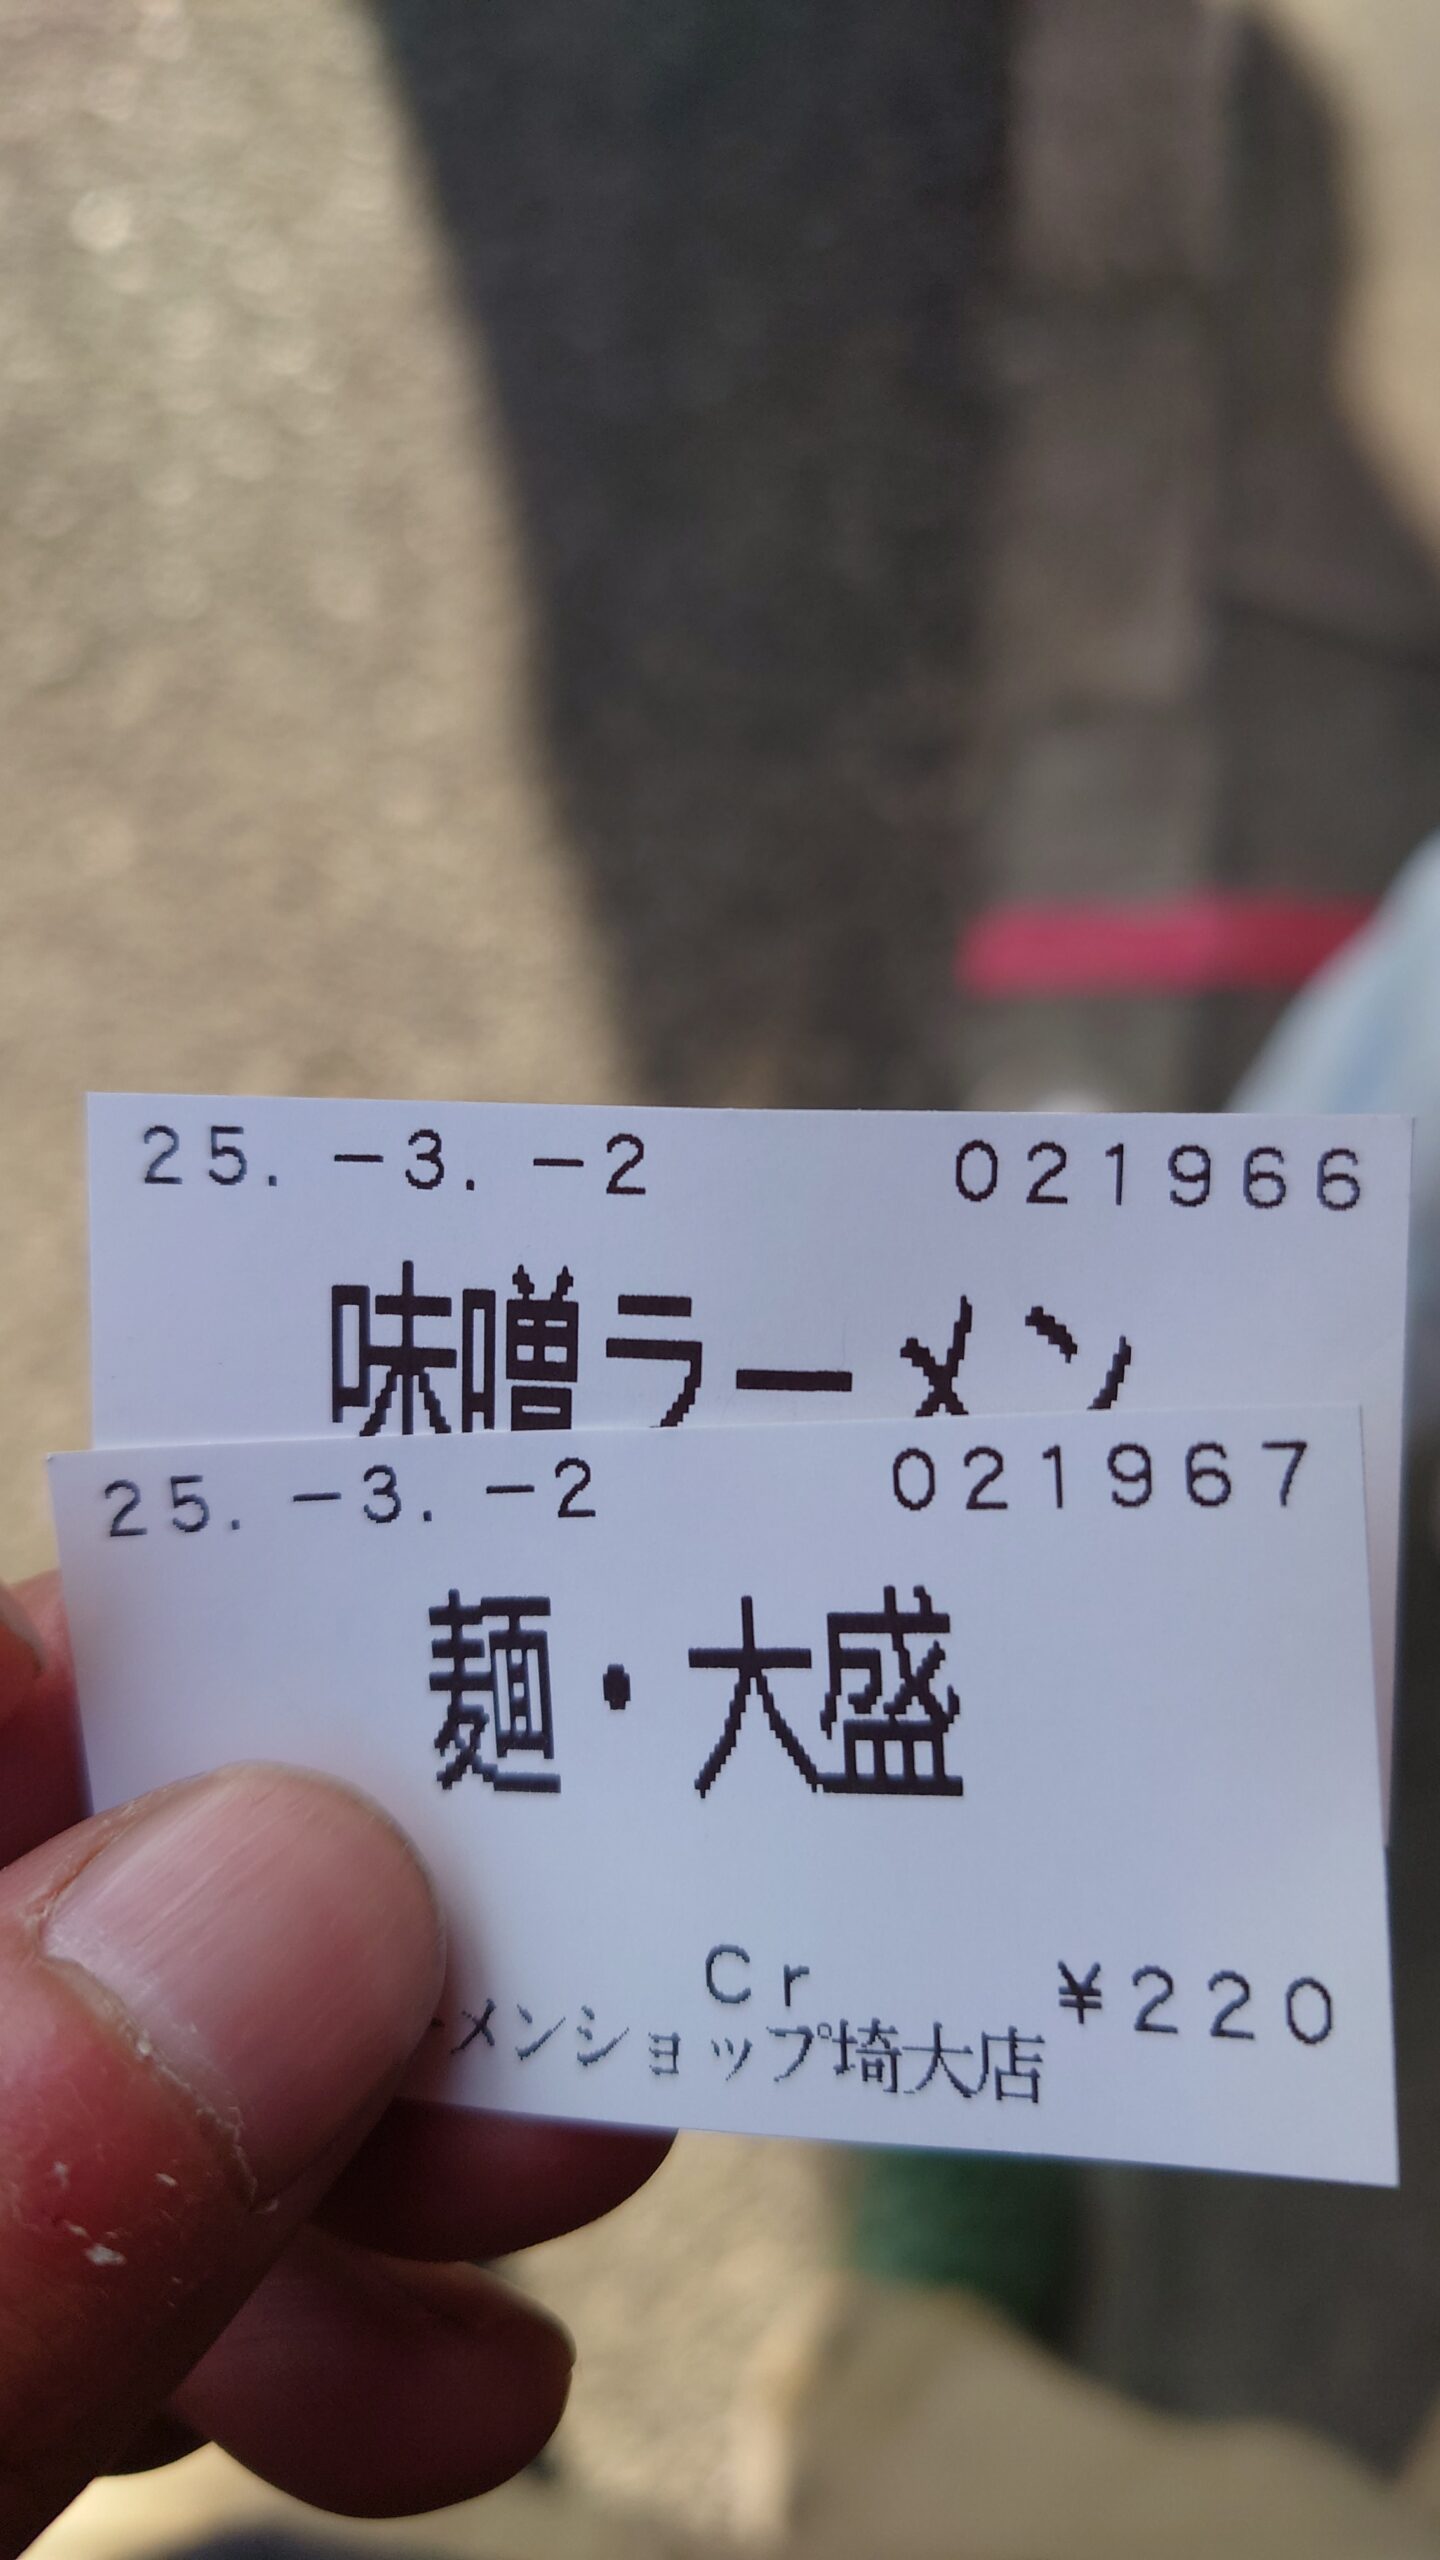 25. -3. -2 021966
味噌ラーメン
25. -3. -2 021967
麺・大盛
Cr ¥220
メンショップ埼大店